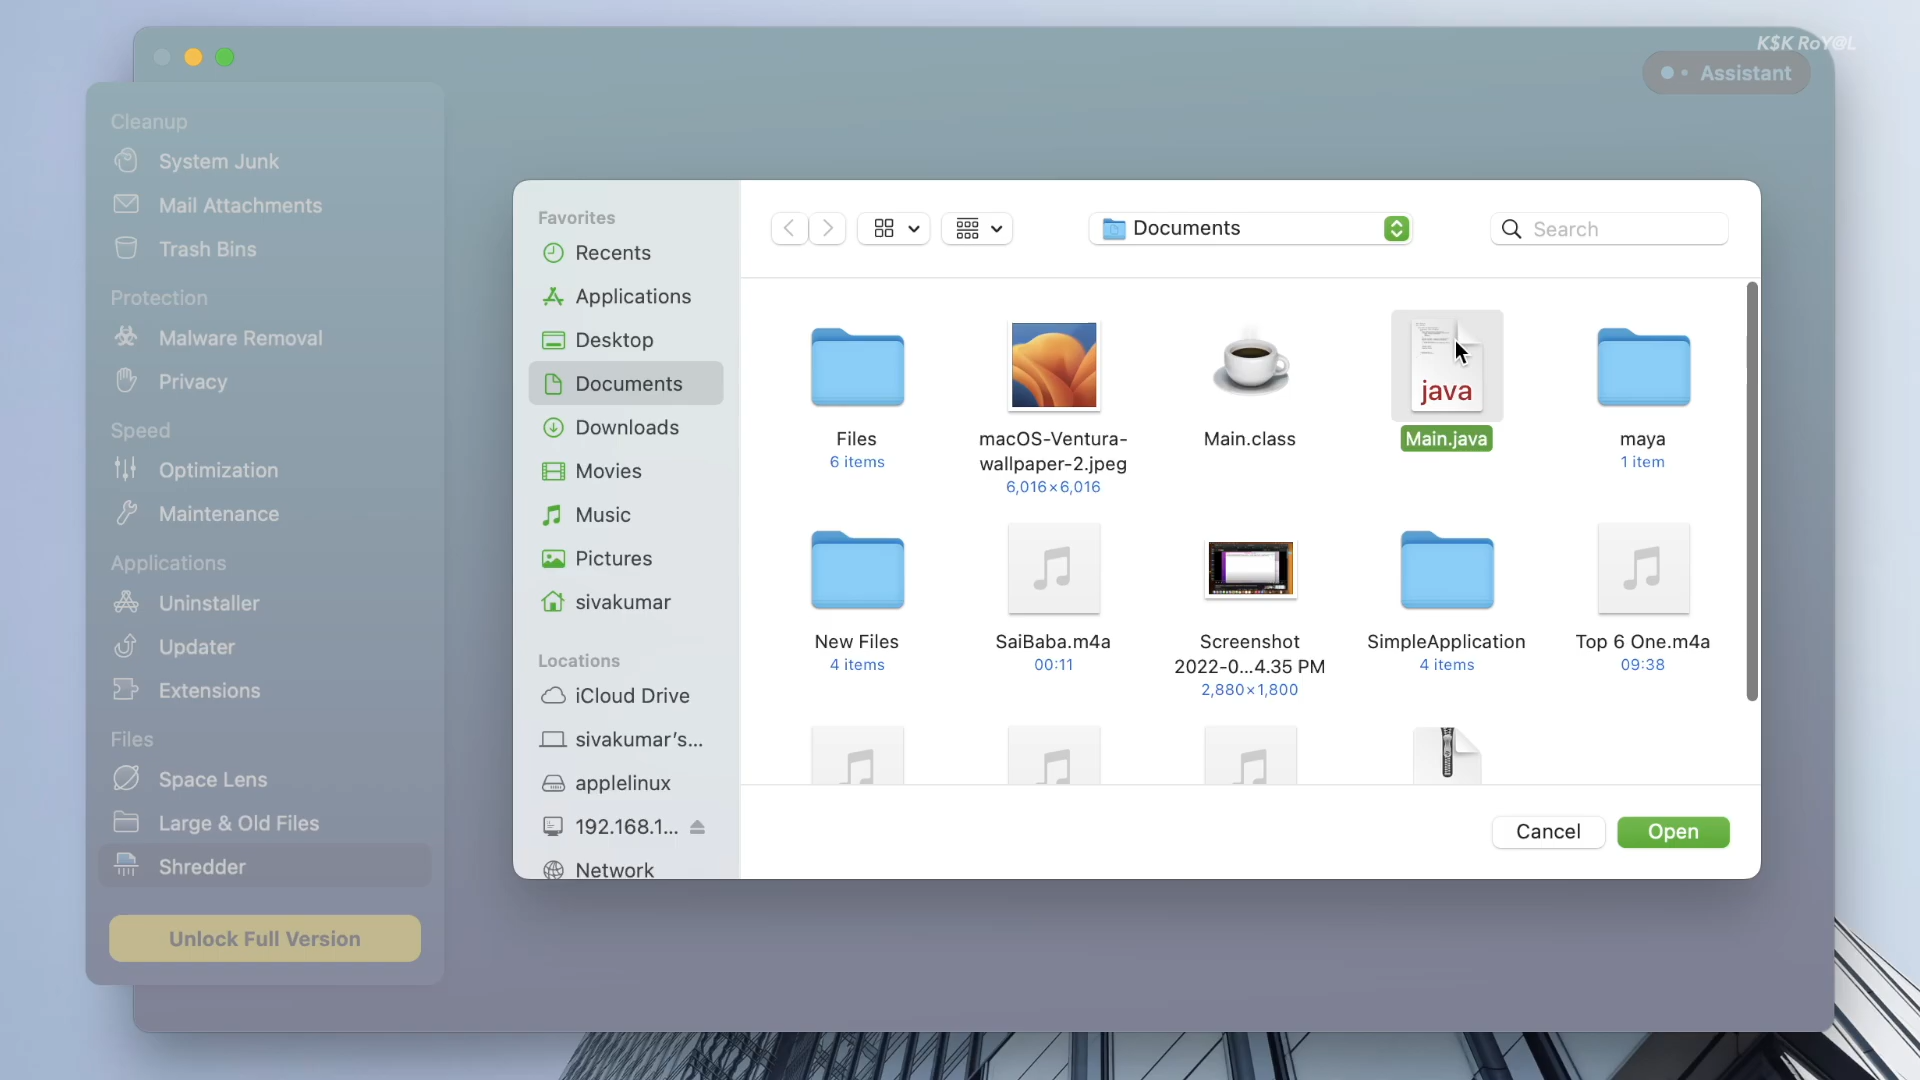 K$K RoY@L
Assistant
Cleanup
System Junk
Mail Attachments
Trash Bins
Protection
Malware Removal
Privacy
Speed
Optimization
Maintenance
Applications
Uninstaller
Updater
Extensions
Files
Space Lens
Large & Old Files
Shredder
Unlock Full Version
Favorites
Recents
Applications
Desktop
Documents
Downloads
Movies
Music
Pictures
sivakumar
Locations
iCloud Drive
sivakumar's...
applelinux
192.168.1...
Network
Documents
Search
Files
6 items
macOS-Ventura-
wallpaper-2.jpeg
6,016×6,016
Main.class
java
Main.java
maya
1 item
New Files
4 items
SaiBaba.m4a
00:11
Screenshot
2022-0...4.35 PM
2,880×1,800
SimpleApplication
4 items
Top 6 One.m4a
09:38
Cancel
Open